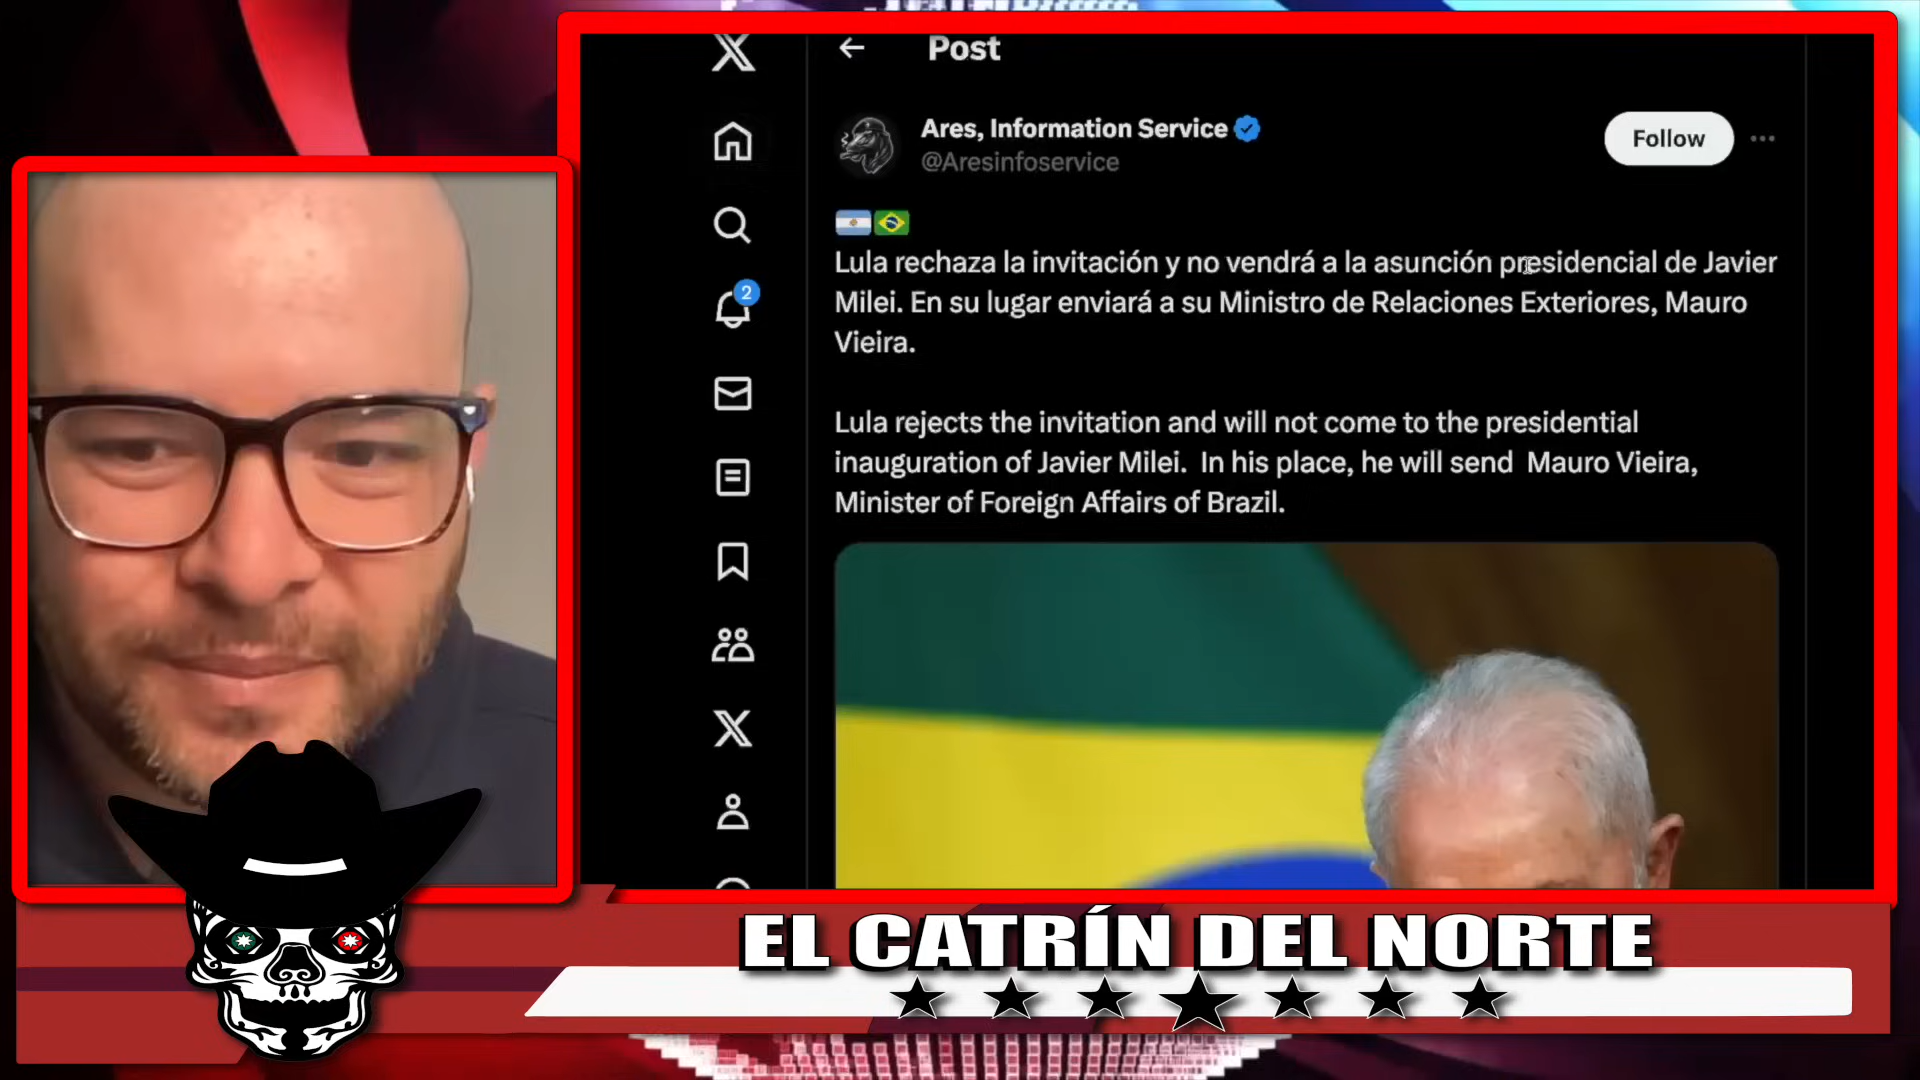 Post
Ares, Information Service
@Aresinfoservice
Follow
2
Lula rechaza la invitación y no vendrá a la asunción presidencial de Javier
Milei. En su lugar enviará a su Ministro de Relaciones Exteriores, Mauro
Vieira.
Lula rejects the invitation and will not come to the presidential
inauguration of Javier Milei. In his place, he will send Mauro Vieira,
Minister of Foreign Affairs of Brazil.
EL CATRÍN DEL NORTE